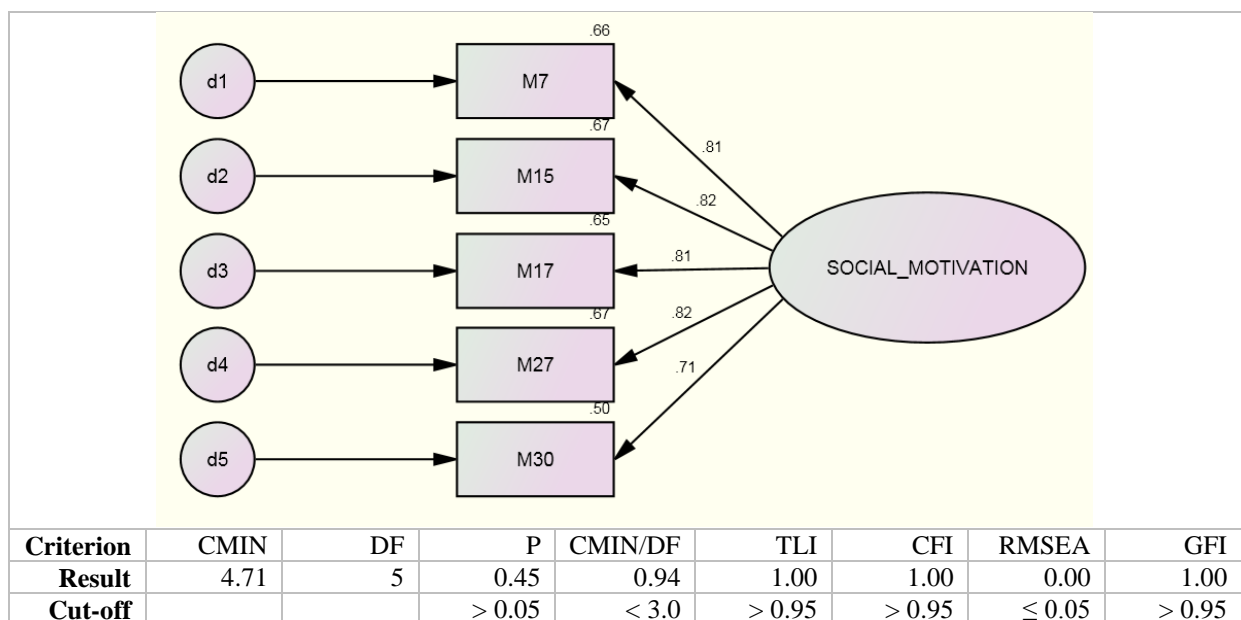 .66
d1
M7
.81
.67
d2
M15
.82
.65
d3
M17
.81
SOCIAL_MOTIVATION
.67
d4
M27
.82
.71
.50
d5
M30
Criterion CMIN DF P CMIN/DF TLI CFI RMSEA GFI
Result 4.71 5 0.45 0.94 1.00 1.00 0.00 1.00
Cut-off > 0.05 < 3.0 > 0.95 > 0.95 ≤ 0.05 > 0.95